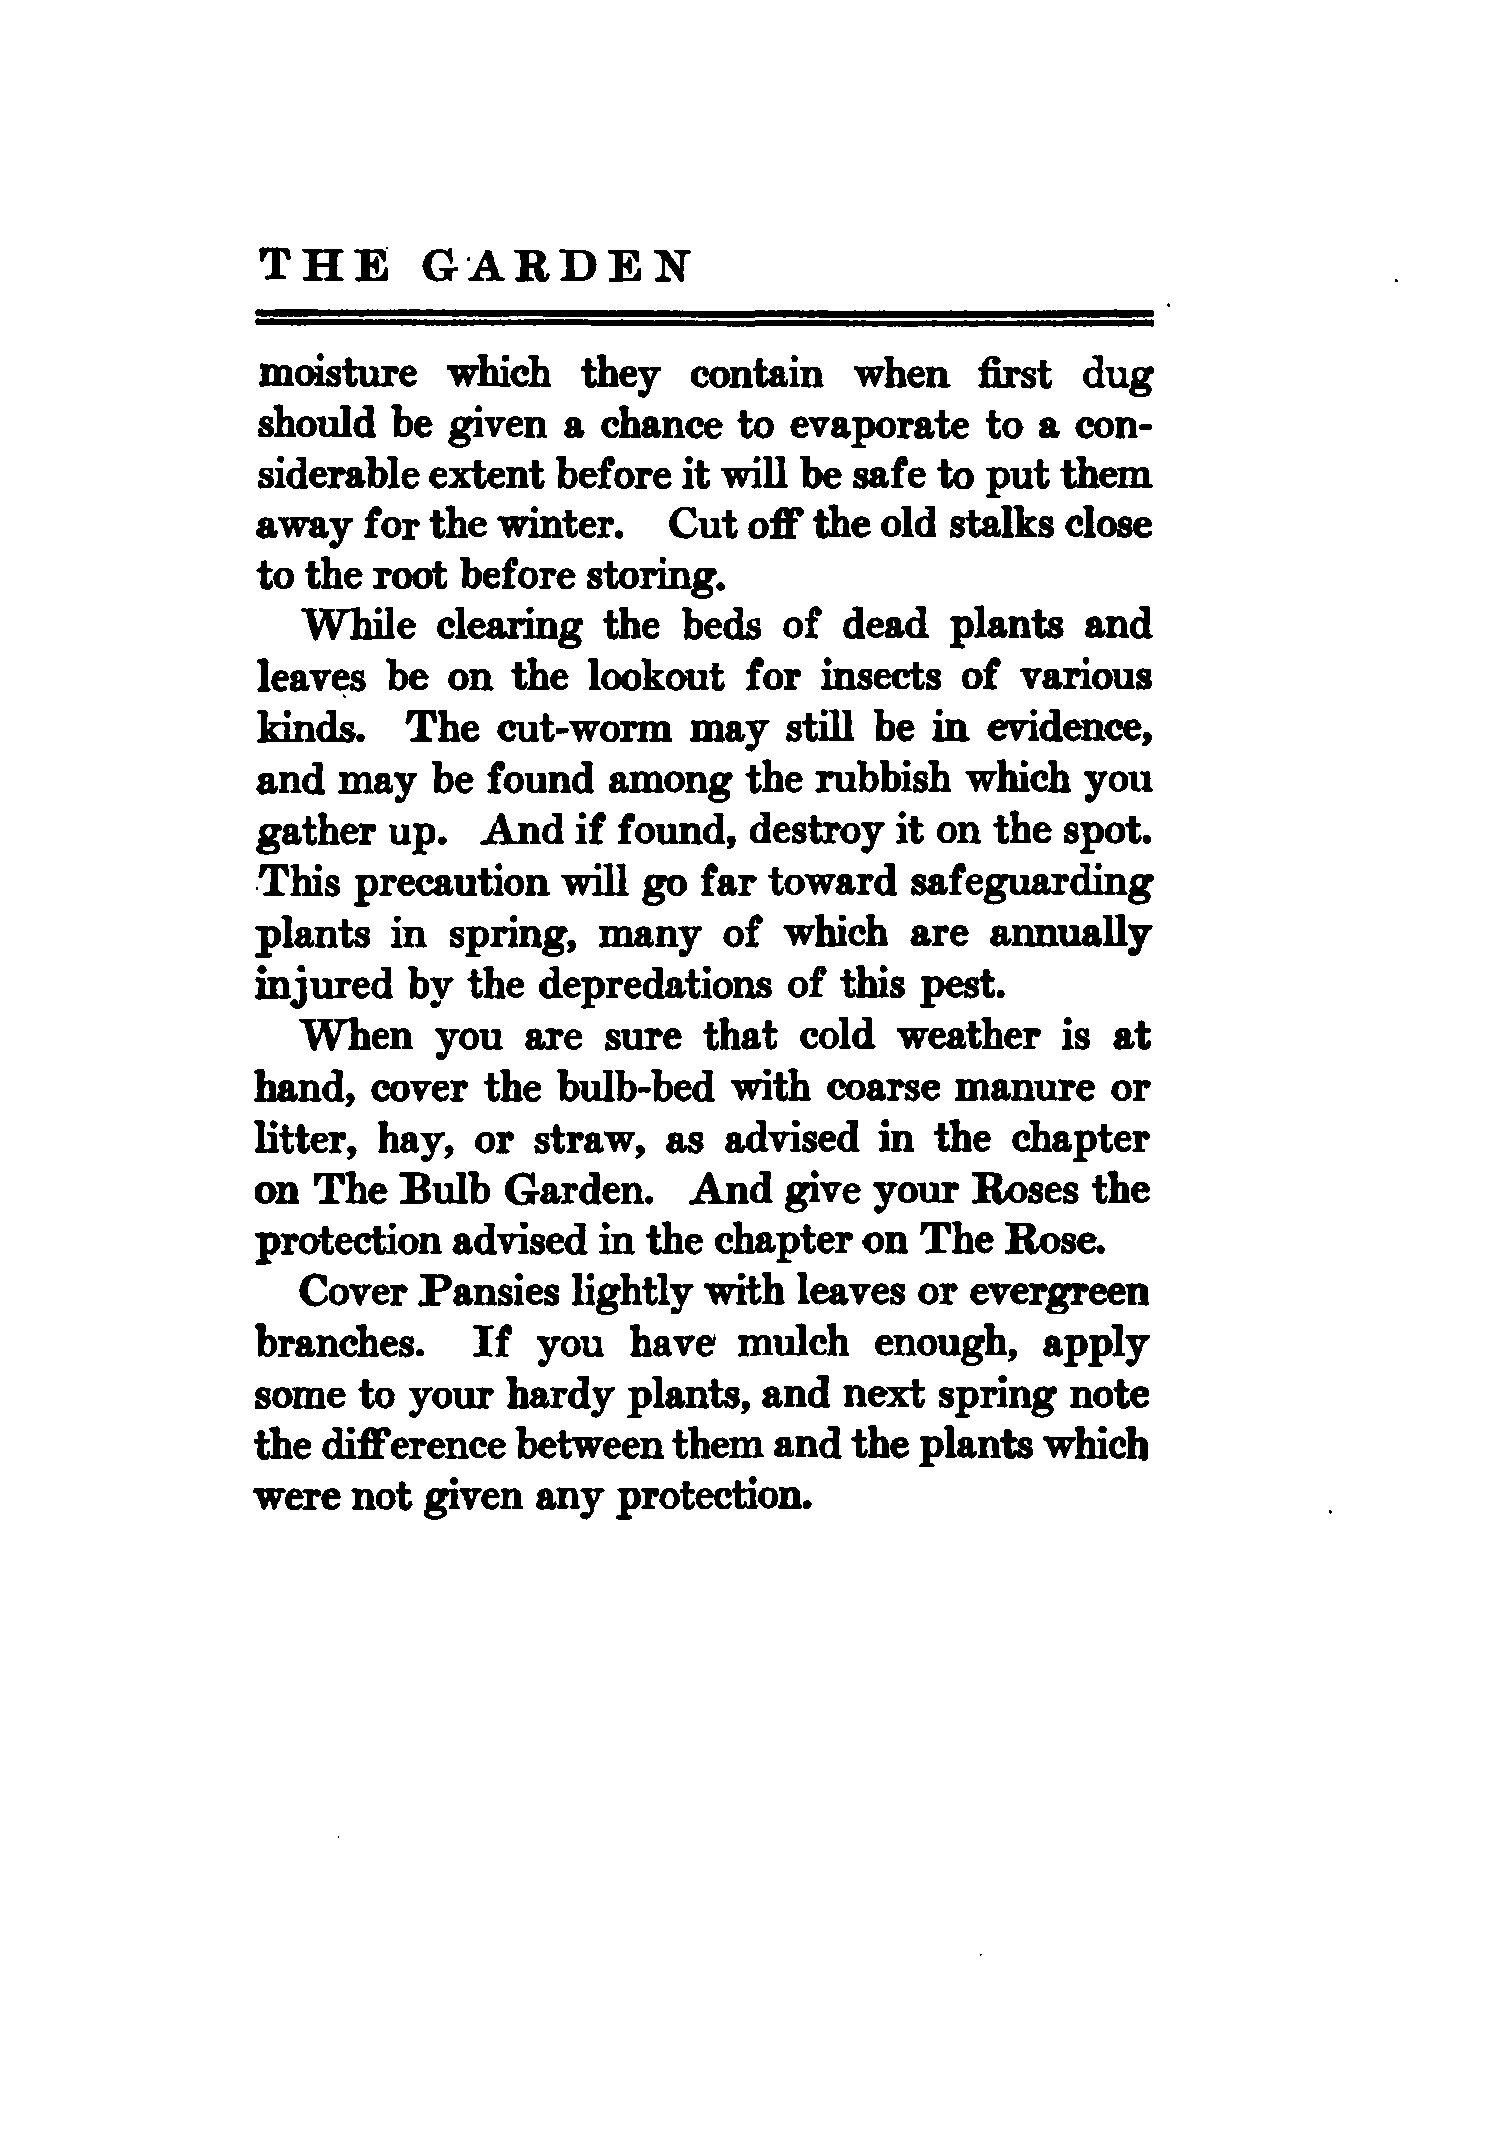 THE GARDEN
moisture which they contain when first dug
should be given a chance to evaporate to a con-
siderable extent before it will be safe to put them
away for the winter. Cut off the old stalks close
to the root before storing.
While clearing the beds of dead plants and
leaves be on the lookout for insects of various
kinds. The cut-worm may still be in evidence,
and may be found among the rubbish which you
gather up. And if found, destroy it on the spot.
This precaution will go far toward safeguarding
plants in spring, many of which are annually
injured by the depredations of this pest.
When you are sure that cold weather is at
hand, cover the bulb-bed with coarse manure or
litter, hay, or straw, as advised in the chapter
on The Bulb Garden. And give your Roses the
protection advised in the chapter on The Rose.
Cover Pansies lightly with leaves or evergreen
branches. If you have mulch enough, apply
some to your hardy plants, and next spring note
the difference between them and the plants which
were not given any protection.